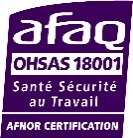 afaq
OHSAS 18001
Santé Sécurité
au Travail
AFNOR CERTIFICATION